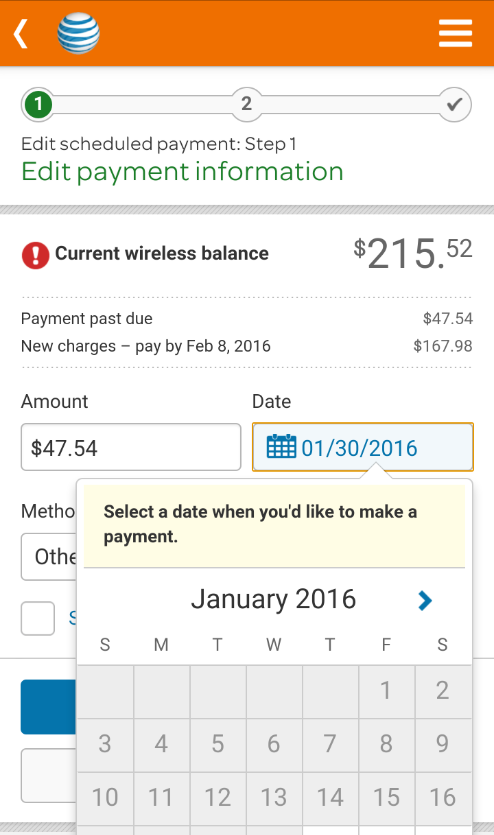 1
2
Edit scheduled payment: Step 1
Edit payment information
Current wireless balance $215.52
Payment past due $47.54
New charges – pay by Feb 8, 2016 $167.98
Amount Date
$47.54 01/30/2016
Select a date when you'd like to make a
payment.
January 2016
S M T W T F S
1 2
3 4 5 6 7 8 9
10 11 12 13 14 15 16